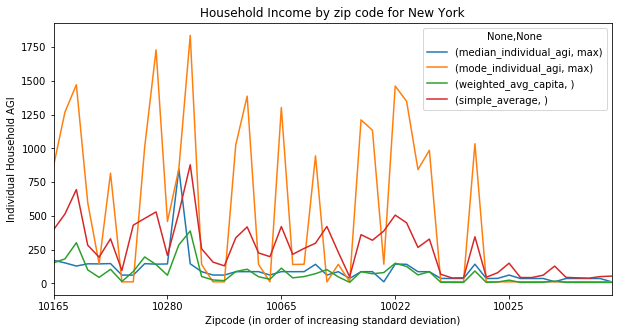 Household Income by zip code for New York
None,None
(median_individual_agi, max)
(mode_individual_agi, max)
(weighted_avg_capita, )
(simple_average, )
Individual Household AGI
1750
1500
1250
1000
750
500
250
0
10165 10280 10065 10022 10025
Zipcode (in order of increasing standard deviation)